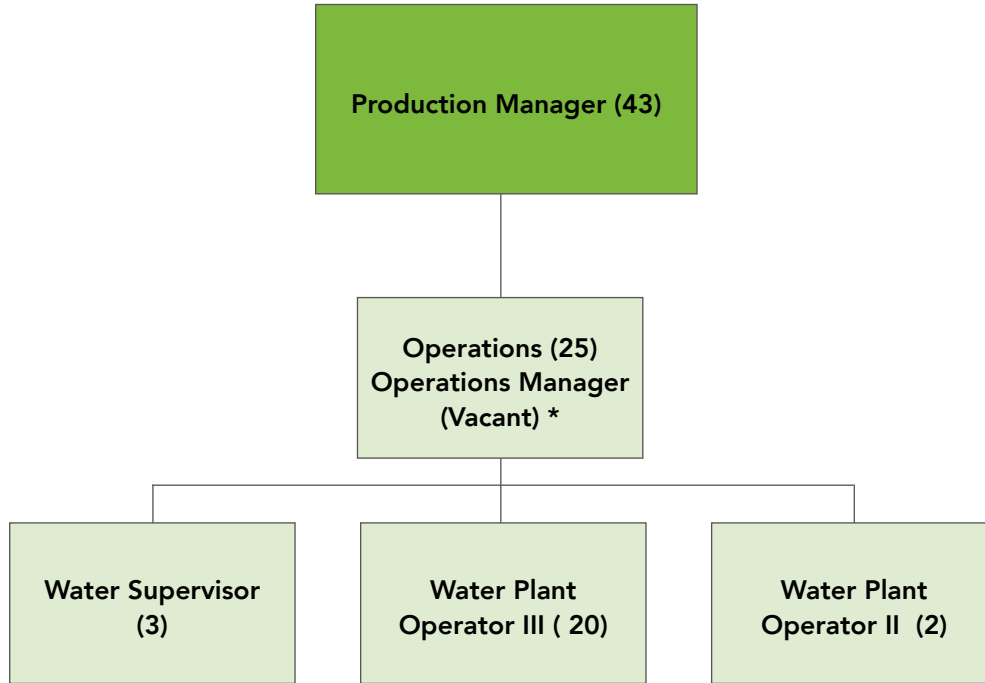 Production Manager (43)
Operations (25)
Operations Manager
(Vacant) *
Water Supervisor
(3)
Water Plant
Operator III ( 20)
Water Plant
Operator II  (2)